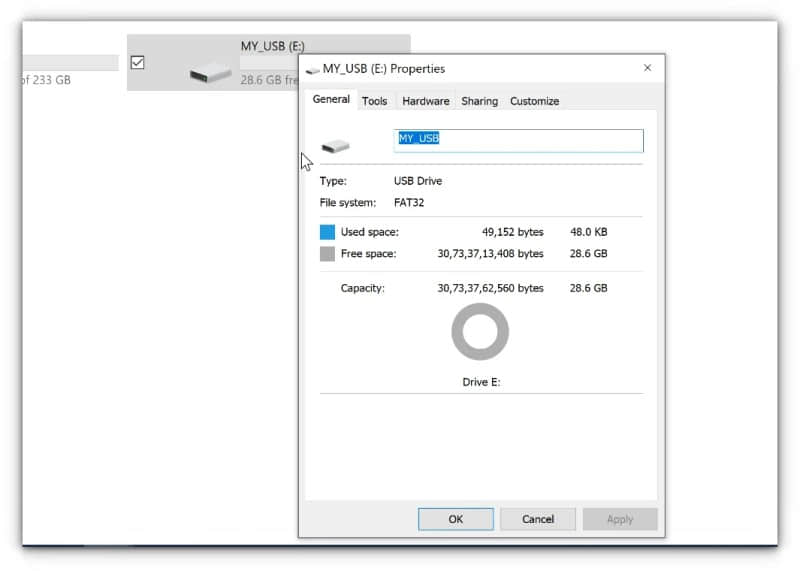 MY_USB (E:)
of 233 GB
28.6 GB fre
MY_USB (E:) Properties
General Tools Hardware Sharing Customize
MY_USB
Type: USB Drive
File system: FAT32
Used space: 49,152 bytes 48.0 KB
Free space: 30,73,37,13,408 bytes 28.6 GB
Capacity: 30,73,37,62,560 bytes 28.6 GB
Drive E:
OK Cancel Apply